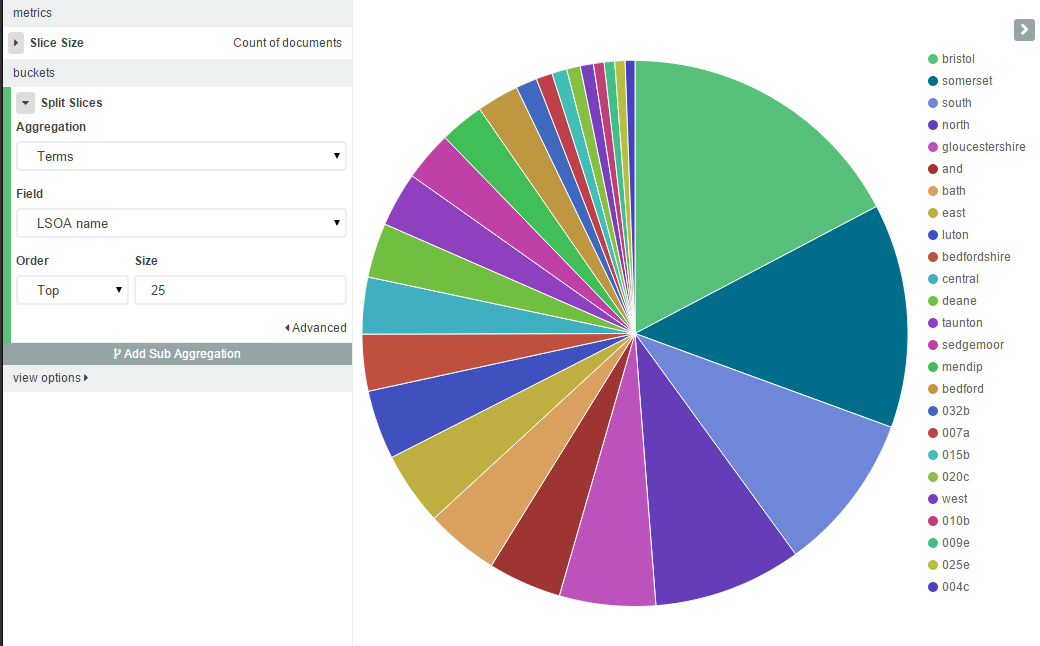 metrics
Slice Size Count of documents
buckets
Split Slices
Aggregation
Terms
Field
LSOA name
Order Size
Top 25
Advanced
Add Sub Aggregation
view options
bristol
somerset
south
north
gloucestershire
and
bath
east
luton
bedfordshire
central
deane
taunton
sedgemoor
mendip
bedford
032b
007a
015b
020c
west
010b
009e
025e
004c